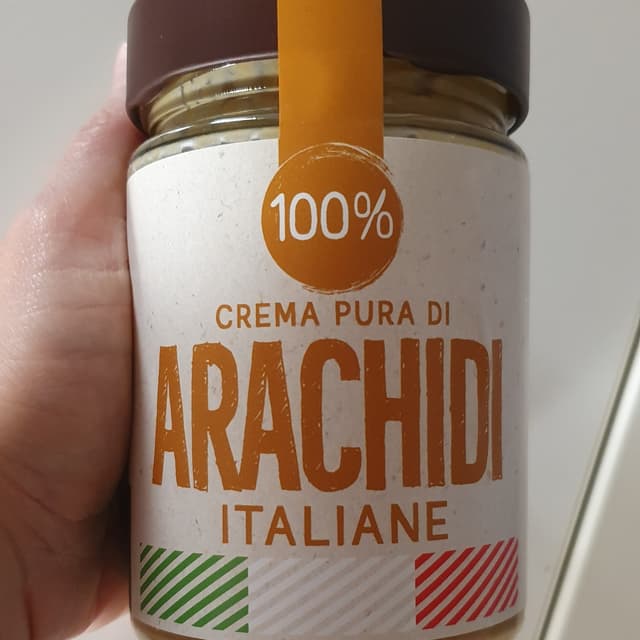 100%
CREMA PURA DI
ARACHIDI
ITALIANE